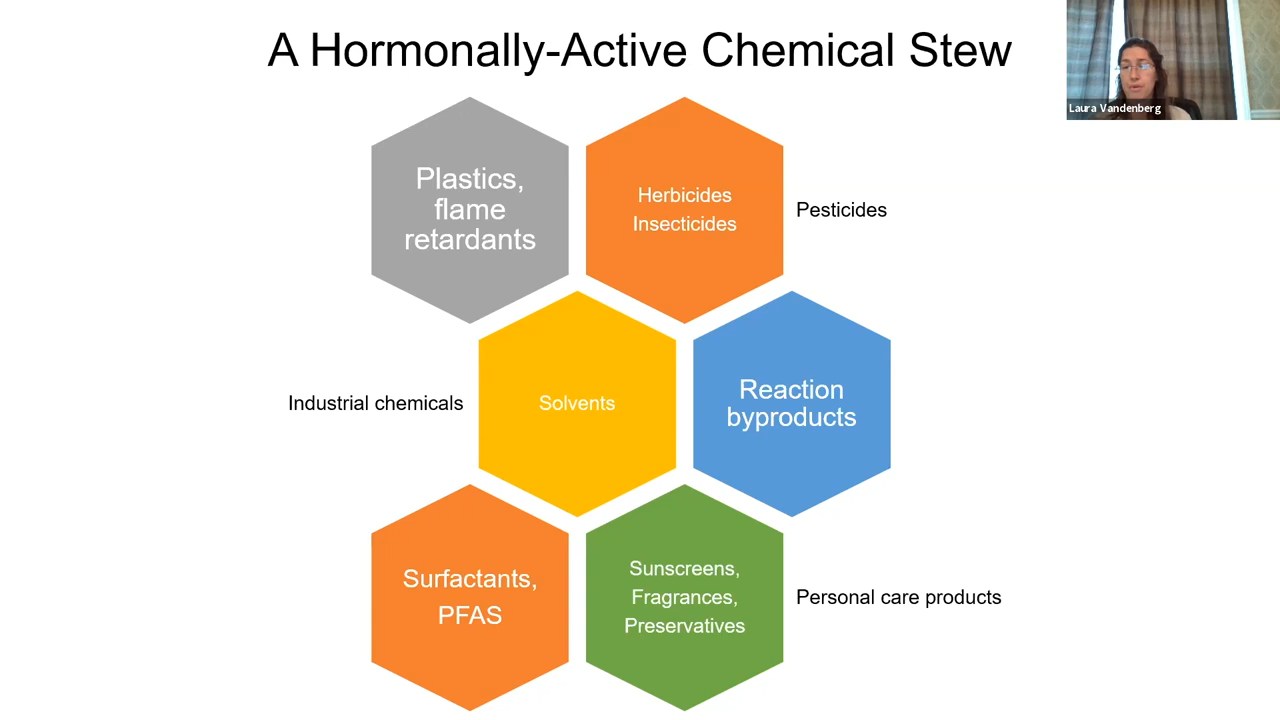 A Hormonally-Active Chemical Stew
Laura Vandenberg
Plastics,
flame
retardants
Herbicides
Insecticides
Pesticides
Industrial chemicals
Solvents
Reaction
byproducts
Surfactants,
PFAS
Sunscreens,
Fragrances,
Preservatives
Personal care products